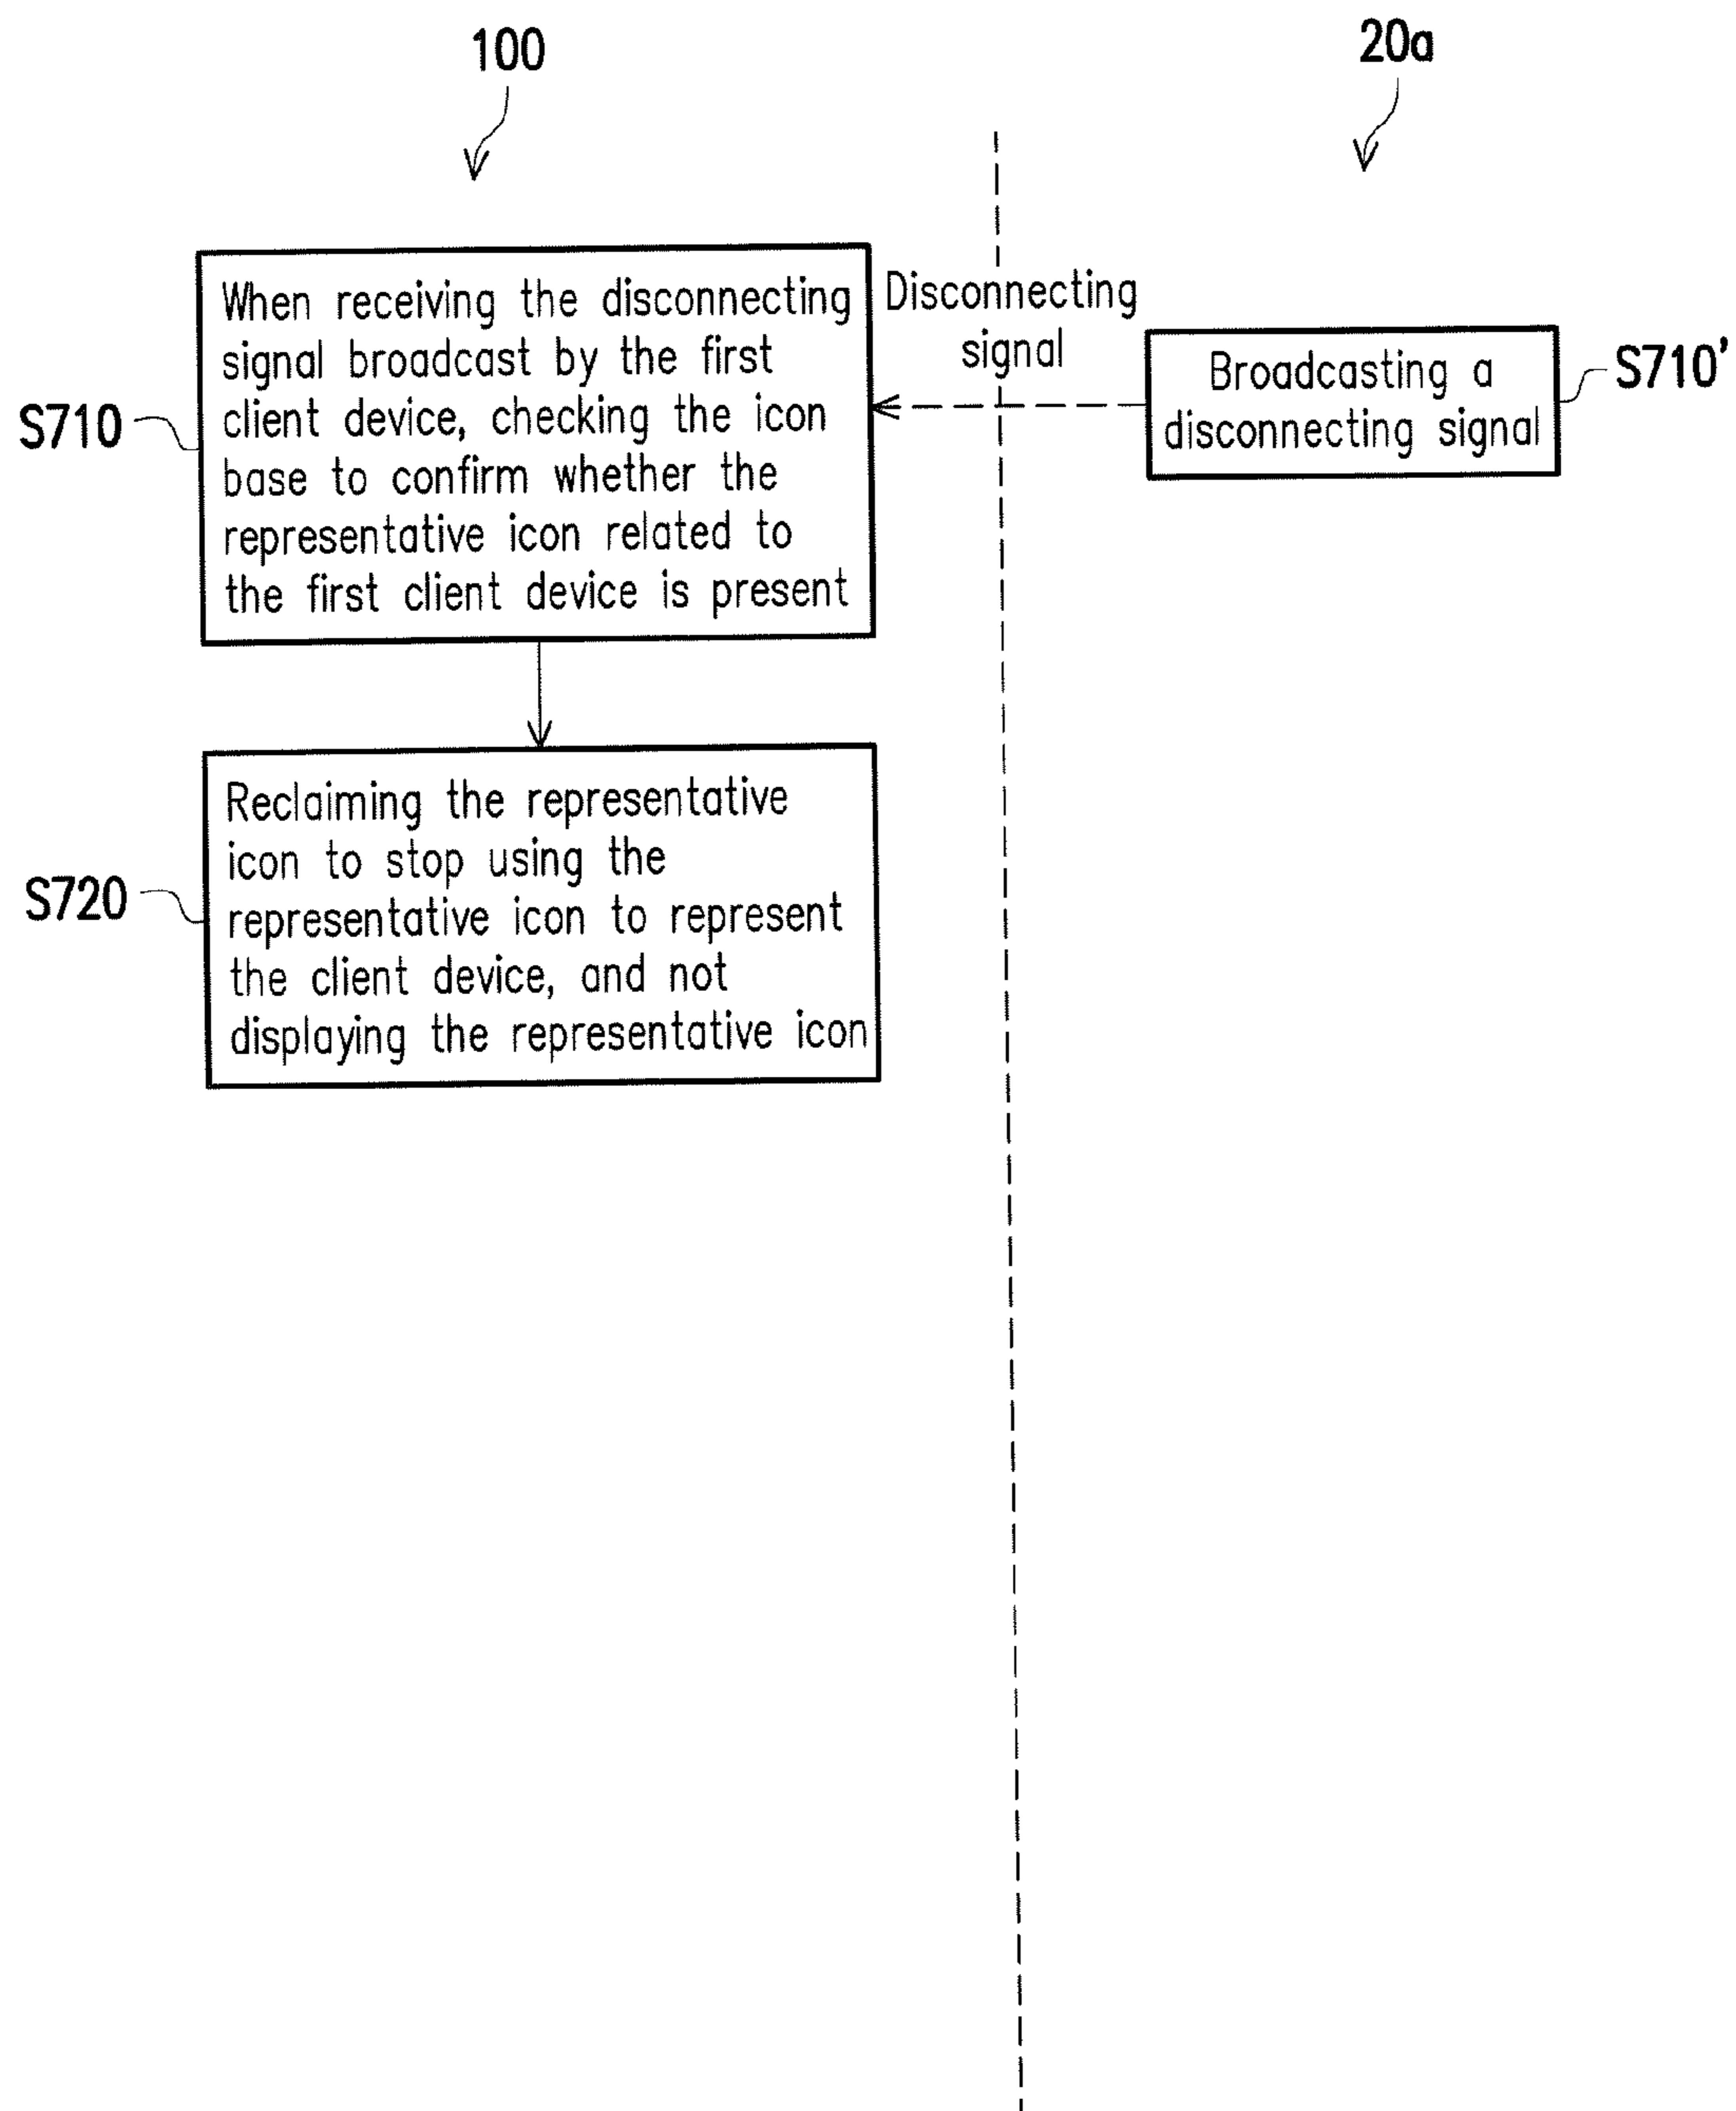 100
20a
When receiving the disconnecting
signal broadcast by the first
client device, checking the icon
base to confirm whether the
representative icon related to
the first client device is present
S710
Disconnecting
signal
Broadcasting a
disconnecting signal
S710'
Reclaiming the representative
icon to stop using the
representative icon to represent
the client device, and not
displaying the representative icon
S720